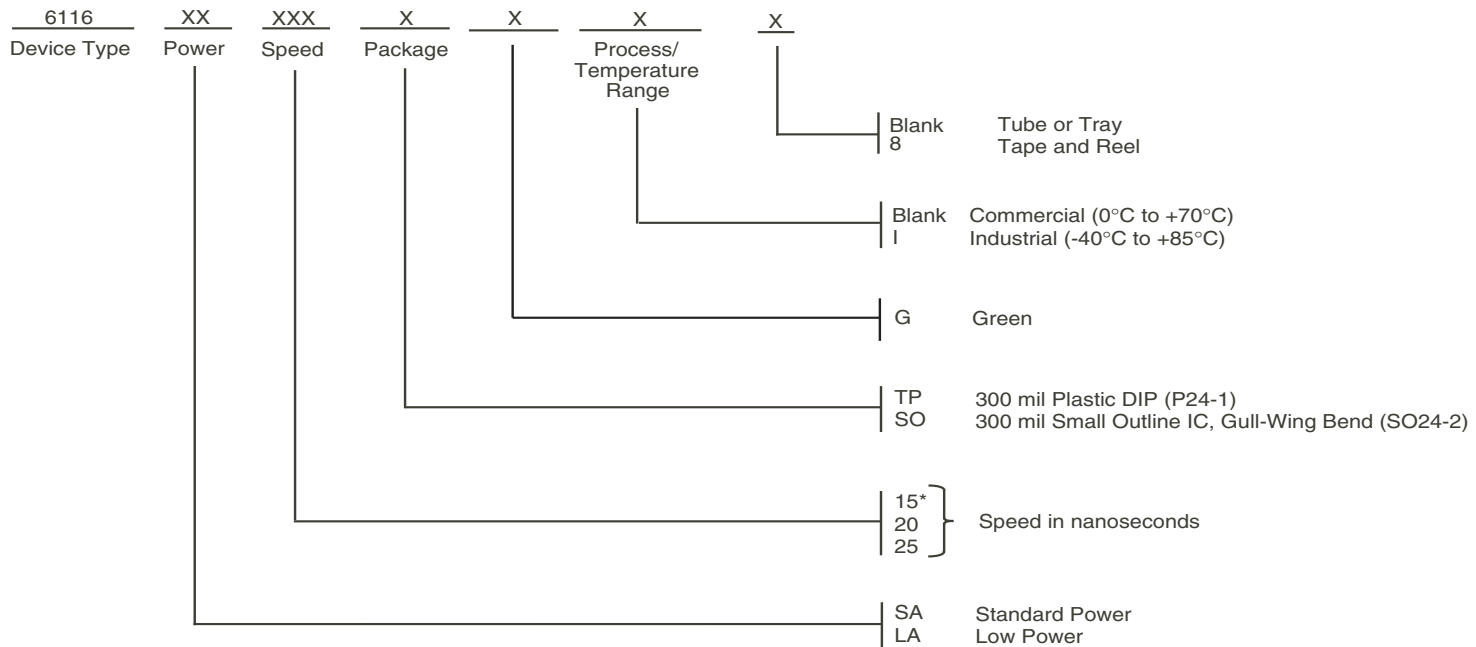 6116 XX XXX X X X X
Device Type Power Speed Package Process/
Temperature
Range
Blank Tube or Tray
8 Tape and Reel
Blank Commercial (0°C to +70°C)
I Industrial (-40°C to +85°C)
G Green
TP 300 mil Plastic DIP (P24-1)
SO 300 mil Small Outline IC, Gull-Wing Bend (SO24-2)
15*
20 Speed in nanoseconds
25
SA Standard Power
LA Low Power